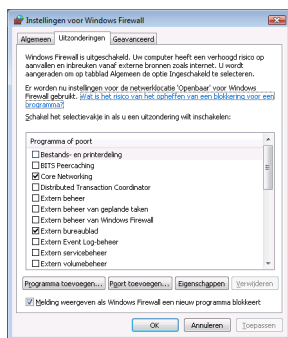 Instellingen voor Windows Firewall
Algemeen
Uitzonderingen
Geavanceerd
Windows Firewall is uitgeschakeld. Uw computer heeft een verhoogd risico op
aanvallen en inbreuken vanaf externe bronnen zoals internet. U wordt
aangeraden om op tabblad Algemeen de optie Ingeschakeld te selecteren.
Er worden nu instellingen voor de netwerklocatie 'Openbaar' voor Windows
Firewall gebruikt. Wat is het risico van het opheffen van een blokkering voor een
programma?
Schakel het selectievakje in als u een uitzondering wilt inschakelen:
Programma of poort
Bestands- en printerdeling
BITS Peercaching
Core Networking
Distributed Transaction Coordinator
Extern beheer
Extern beheer van geplande taken
Extern beheer van Windows Firewall
Extern bureaublad
Extern Event Log-beheer
Extern servicebeheer
Extern volumebeheer
Programma toevoegen...
Poort toevoegen...
Eigenschappen
Verwijderen
Melding weergeven als Windows Firewall een nieuw programma blokkeert
OK
Annuleren
Toepassen